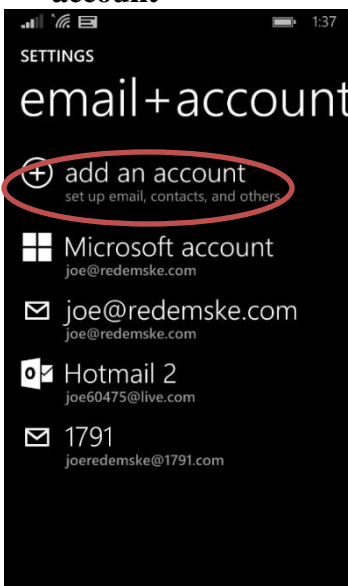 account
1:37
SETTINGS
email+account
add an account
set up email, contacts, and others
Microsoft account
joe@redemske.com
joe@redemske.com
joe@redemske.com
Hotmail 2
joe60475@live.com
1791
joeredemske@1791.com